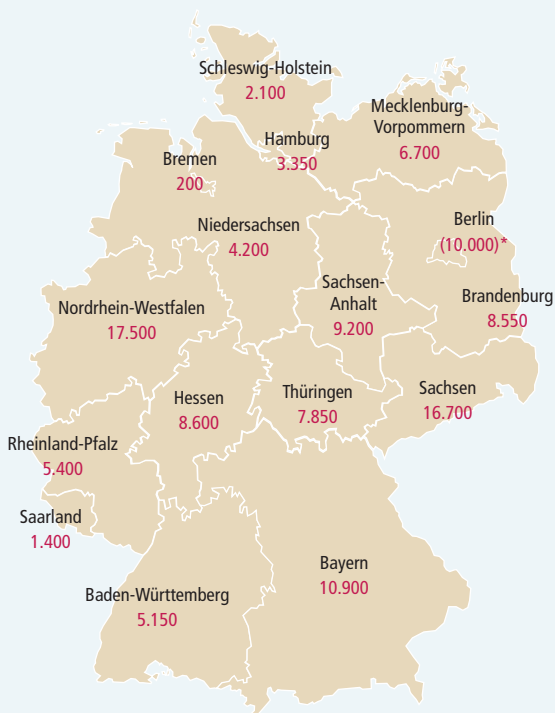 Schleswig-Holstein
2.100
Mecklenburg-
Vorpommern
6.700
Hamburg
3.350
Bremen
200
Niedersachsen
4.200
Berlin
(10.000)*
Sachsen-
Anhalt
9.200
Brandenburg
8.550
Nordrhein-Westfalen
17.500
Hessen
8.600
Thüringen
7.850
Sachsen
16.700
Rheinland-Pfalz
5.400
Saarland
1.400
Bayern
10.900
Baden-Württemberg
5.150